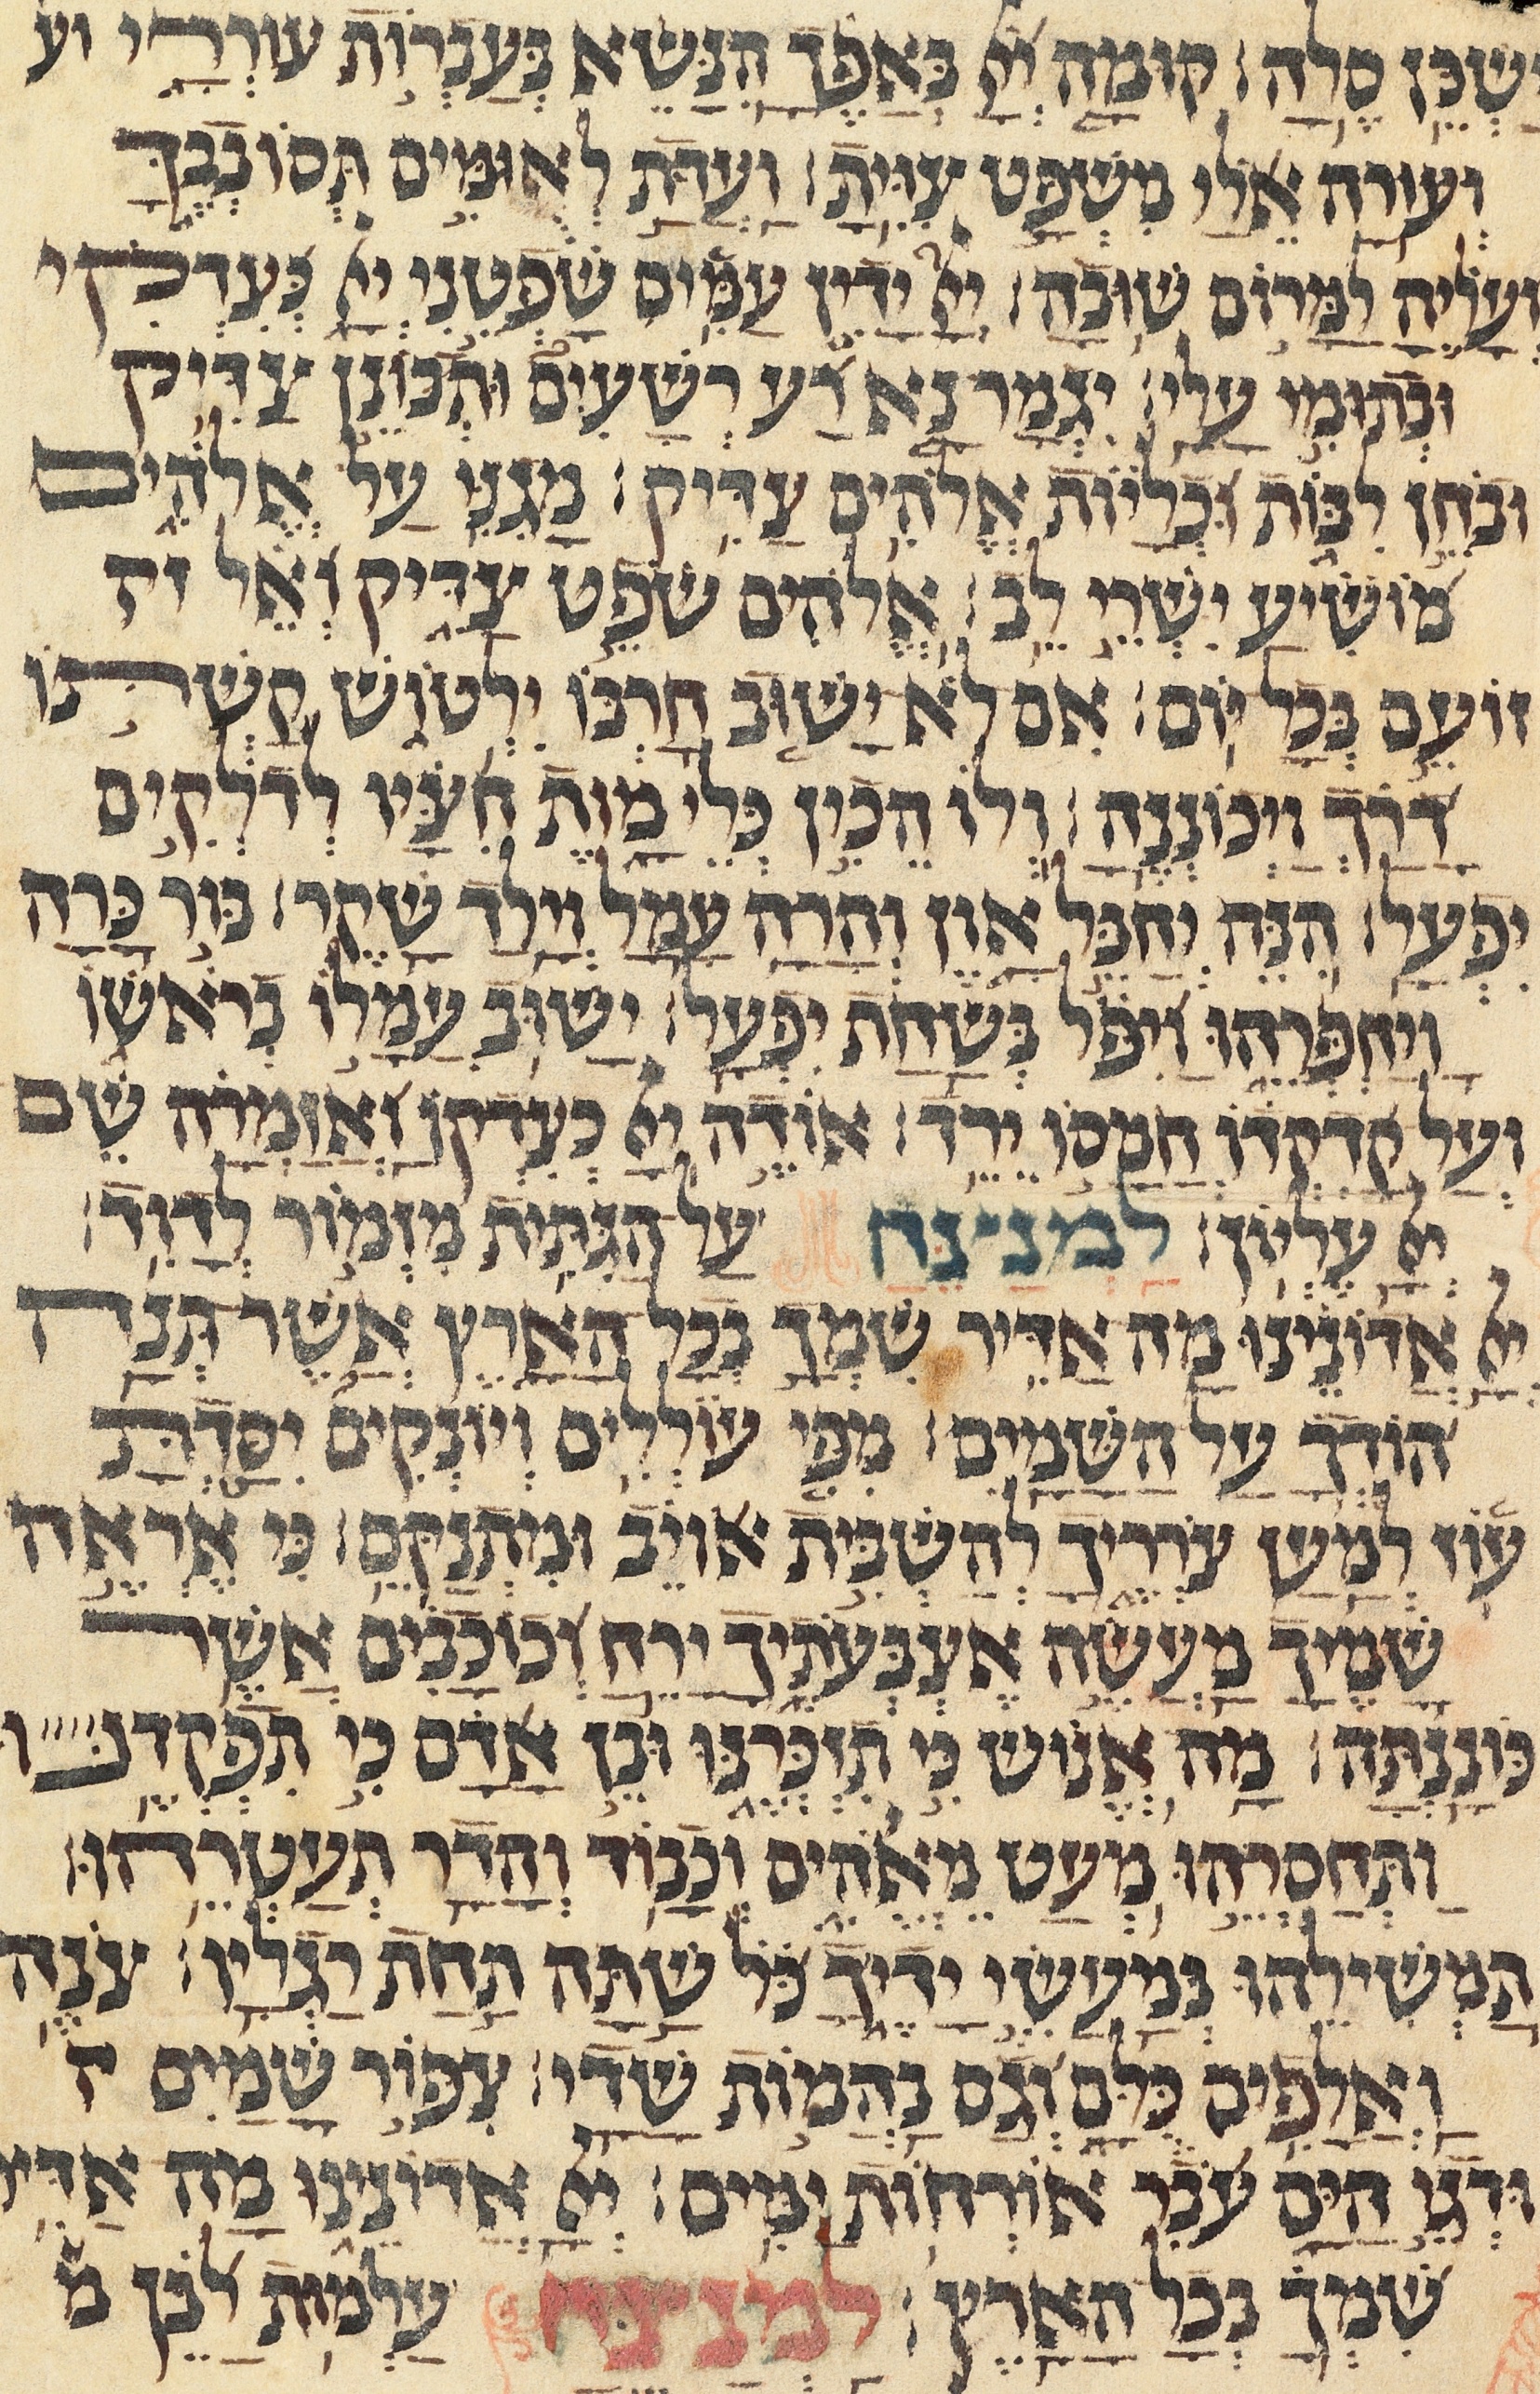 ישכן סלה׃ קומה יי באפך הנשא בעברות עוררי וע
ועורה אלי משפט צוית׃ ועדת לאומים תסובבך
ועליה למרום שובה׃ יי ידין עמים שפטני יי כצדקי
וכתומי עלי׃ יגמר נא רע רשעים ותכונן צדיק
ובחן לבות וכליות אלהים צדיק׃ מגני על אלהים
מושיע ישרי לב׃ אלהים שפט צדיק ואל
זועם בכל יום׃ אם לא ישוב חרבו ילטוש קשתו
דרך ויכוננה׃ ולו הכין כלי מות חציו לדלקים
יפעל׃ הנה יחבל און והרה עמל וילד שקר׃ בור כרה
ויחפרהו ויפל בשחת יפעל׃ ישוב עמלו בראשו
ועל קדקדו חמסו ירד׃ אודה יי כצדקו ואזמרה שם
יי עליון׃ למנצח על הגתית מזמור לדוד׃
יי אדונינו מה אדיר שמך בכל הארץ אשר תנה
הודך על השמים׃ מפי עוללים ויונקים יסדת
עוז למען צורריך להשבית אויב ומתנקם׃ כי אראה
שמיך מעשה אצבעתיך ירח וכוכבים אשר
כוננתה׃ מה אנוש כי תזכרנו ובן אדם כי תפקדנו
ותחסרהו מעט מאלהים וכבוד והדר תעטרהו׃
המשילהו במעשי ידיך כל שתה תחת רגליו׃ צנה
ואלפים כלם וגם בהמות שדי׃ צפור שמים
ודגי הים עבר אורחות ימים׃ יי אדונינו מה אדיר
שמך בכל הארץ׃ למנצח עלמות לבן מ